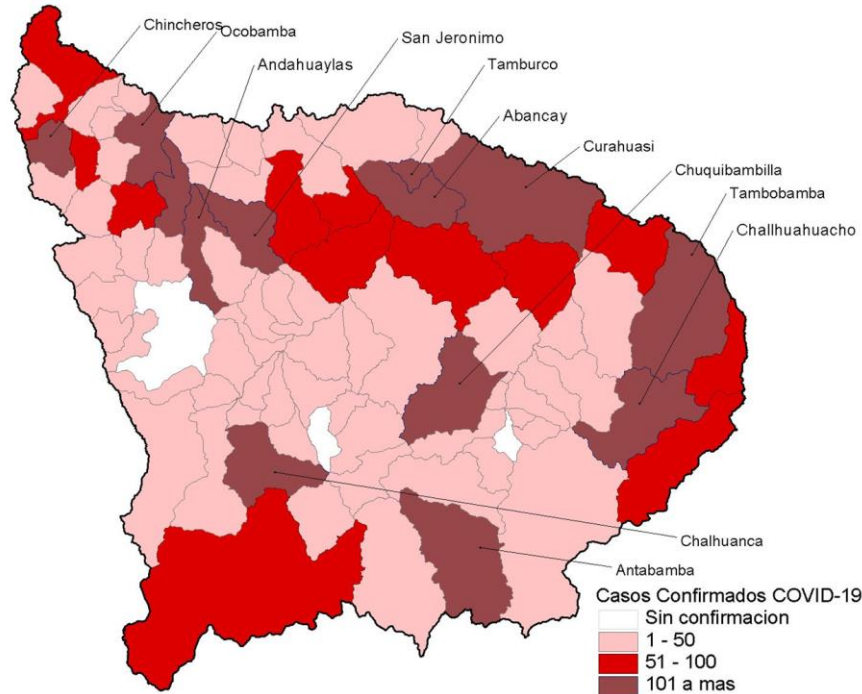 Chincheros
Ocobamba
Andahuaylas
San Jeronimo
Tamburco
Abancay
Curahuasi
Chuquibambilla
Tambobamba
Challhuahuacho
Chalhuanca
Antabamba
Casos Confirmados COVID-19
Sin confirmacion
1 - 50
51 - 100
101 a mas